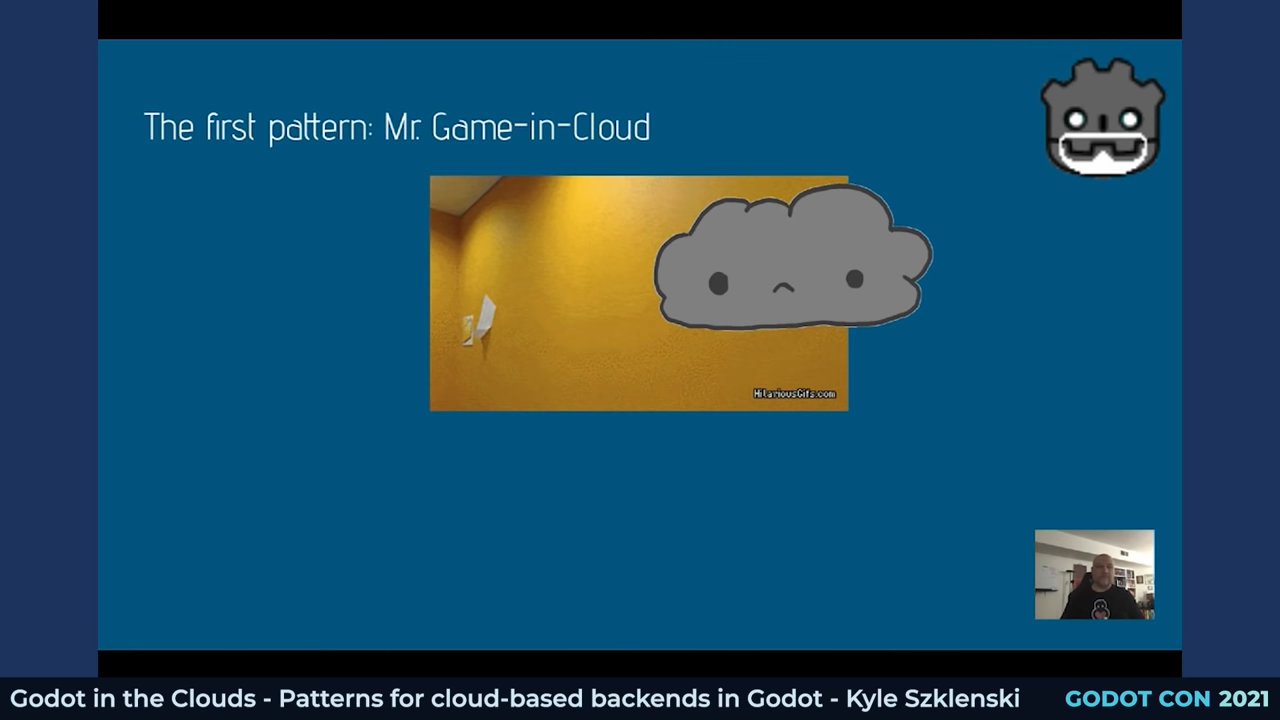 The first pattern: Mr. Game-in-Cloud
HilariousGifs.com
Godot in the Clouds - Patterns for cloud-based backends in Godot - Kyle Szklenski
GODOT CON 2021